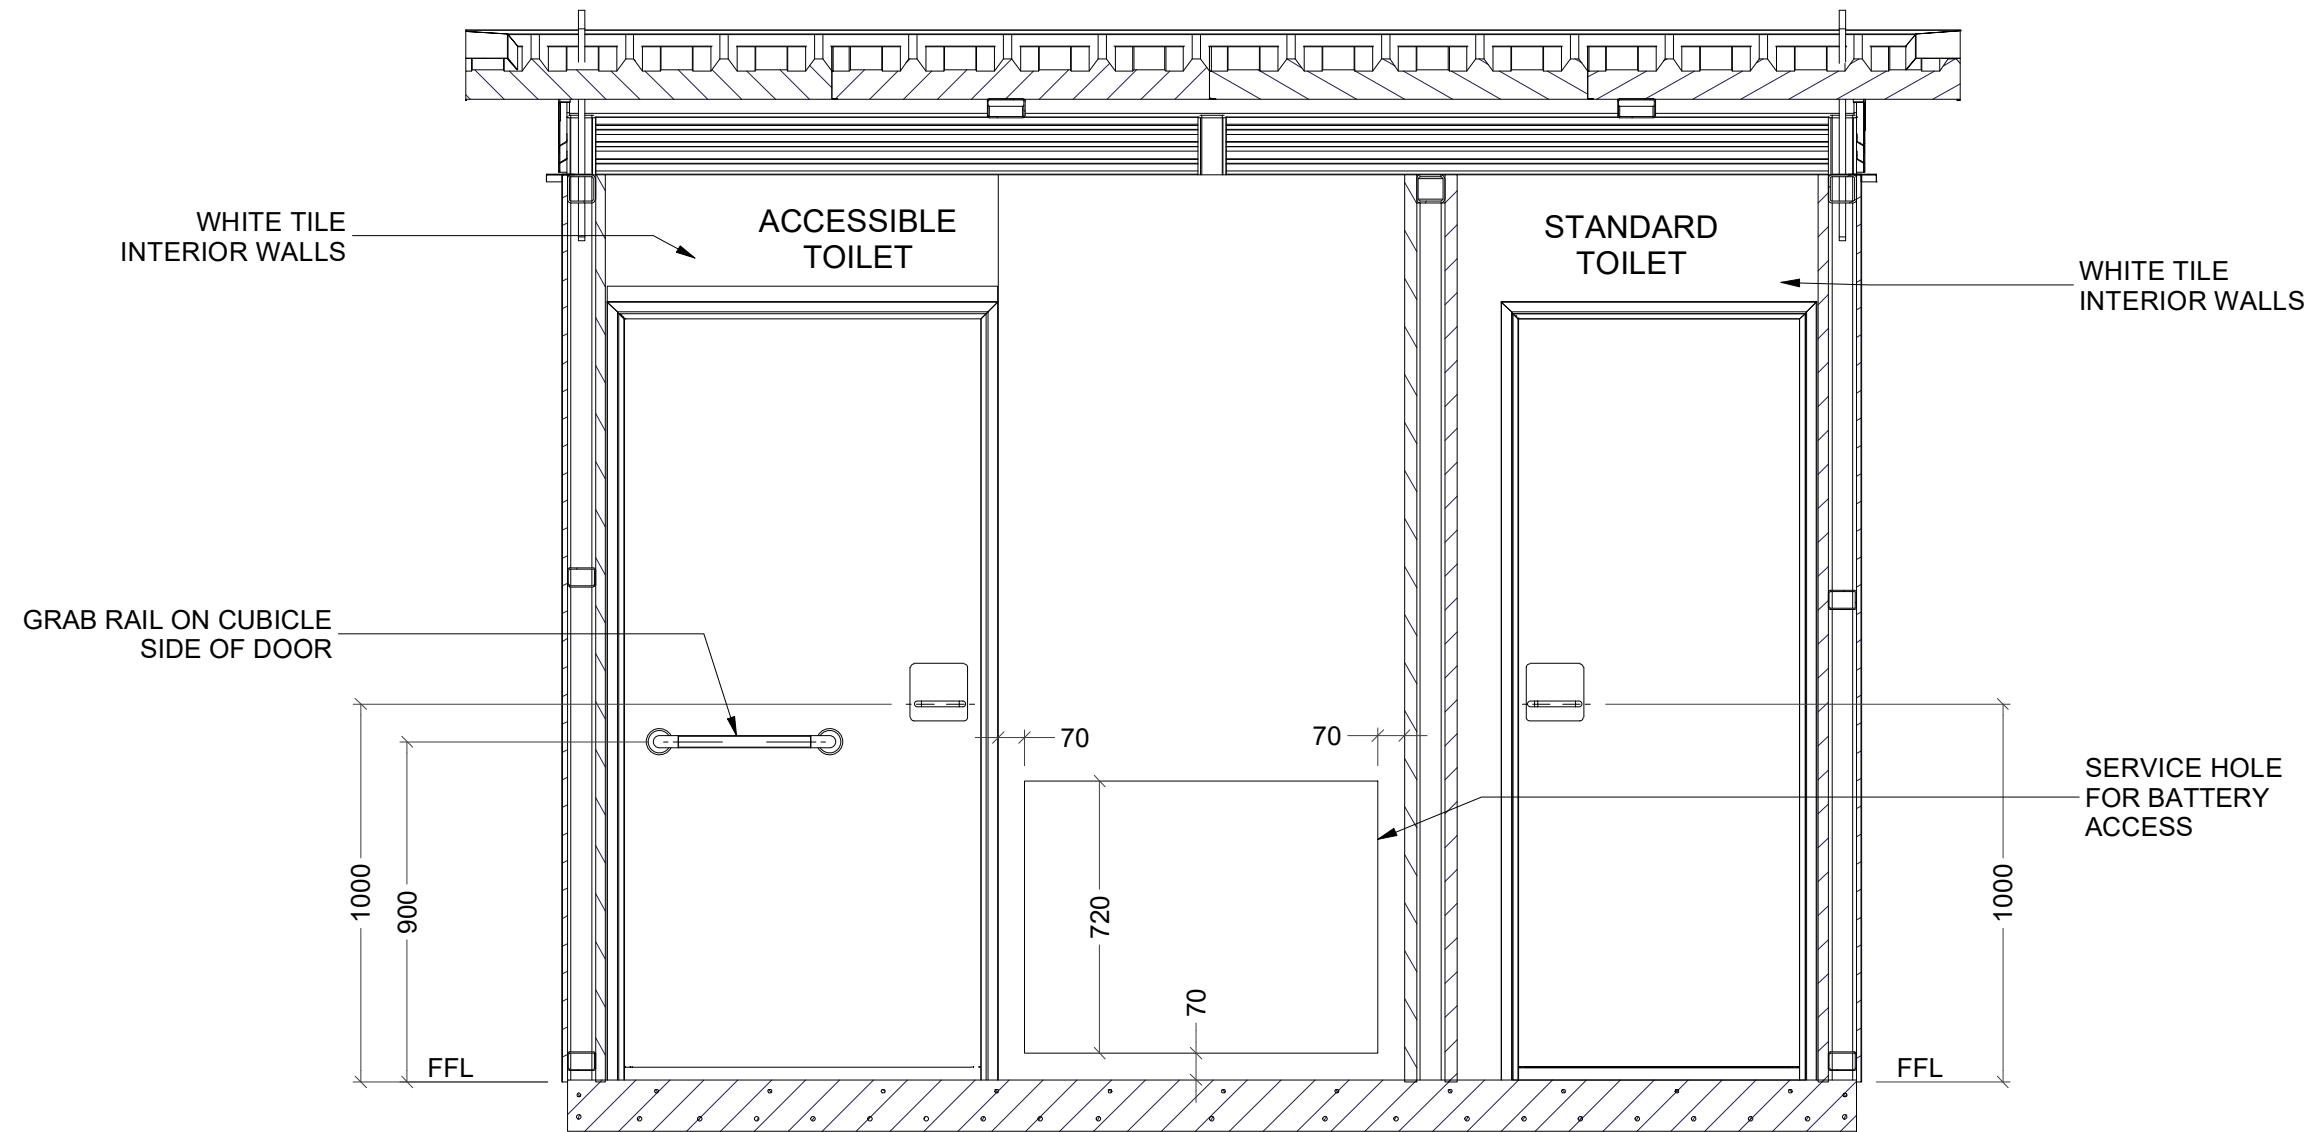 ACCESSIBLE
TOILET
STANDARD
TOILET
WHITE TILE
INTERIOR WALLS
WHITE TILE
INTERIOR WALLS
GRAB RAIL ON CUBICLE
SIDE OF DOOR
70
70
SERVICE HOLE
FOR BATTERY
ACCESS
1000
900
720
70
1000
FFL
FFL